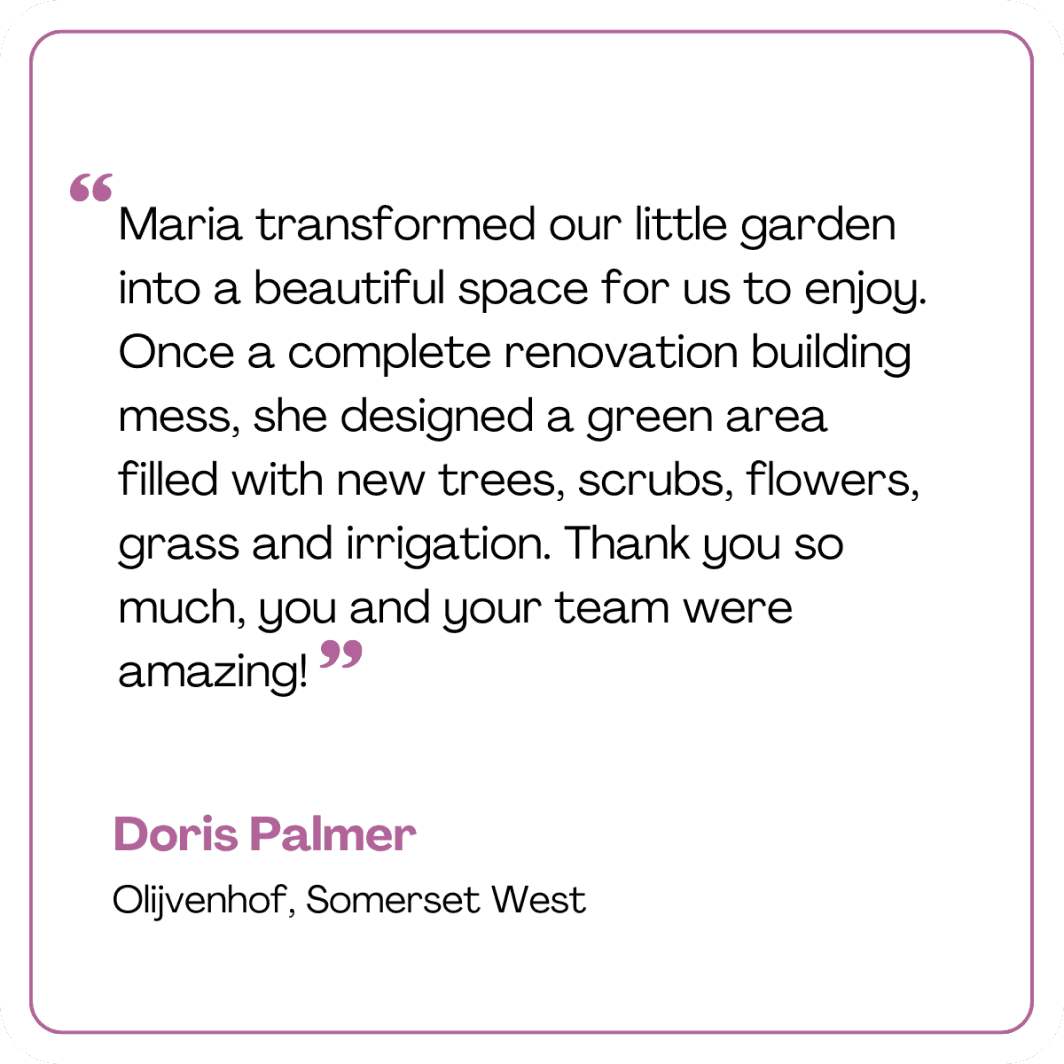 “Maria transformed our little garden
into a beautiful space for us to enjoy.
Once a complete renovation building
mess, she designed a green area
filled with new trees, scrubs, flowers,
grass and irrigation. Thank you so
much, you and your team were
amazing!”
Doris Palmer
Olijvenhof, Somerset West